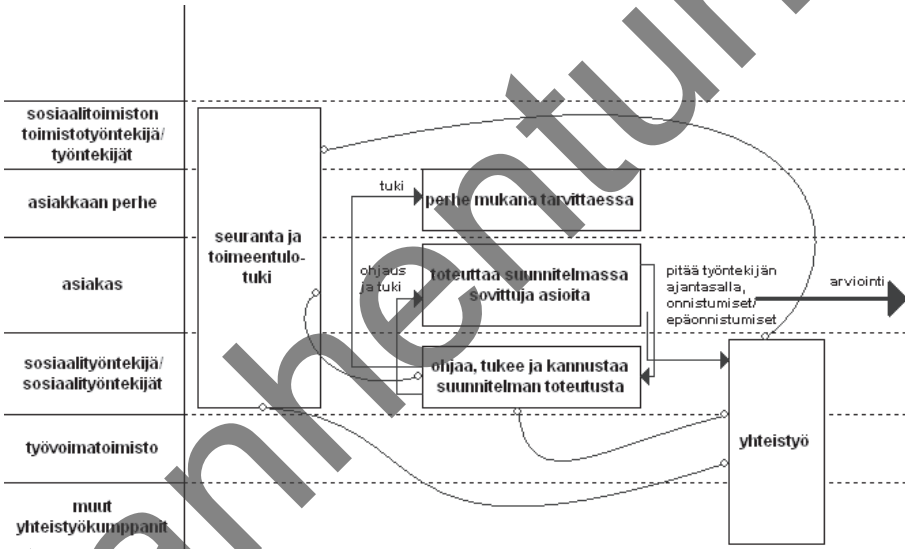 sosiaalitoimiston
toimistotyöntekijä/
työntekijät
asiakkaan perhe
asiakas
sosiaalityöntekijä/
sosiaalityöntekijät
työvoimatoimisto
muut
yhteistyökumppanit
seuranta ja
toimeentulo-
tuki
tuki
perhe mukana tarvittaessa
ohjaus
ja tuki
toteuttaa suunnitelmassa
sovittuja asioita
ohjaa, tukee ja kannustaa
suunnitelman toteutusta
pitää työntekijän
ajantasalla,
onnistumiset/
epäonnistumiset
arviointi
yhteistyö